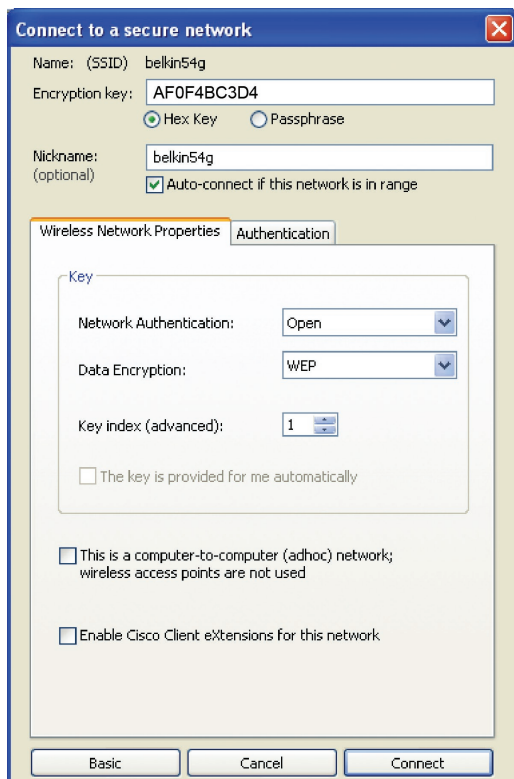 Connect to a secure network
Name: (SSID) belkin54g
Encryption key: AF0F4BC3D4
Hex Key Passphrase
Nickname: belkin54g
(optional)
Auto-connect if this network is in range
Wireless Network Properties Authentication
Key
Network Authentication: Open
Data Encryption: WEP
Key index (advanced): 1
The key is provided for me automatically
This is a computer-to-computer (adhoc) network;
wireless access points are not used
Enable Cisco Client eXtensions for this network
Basic Cancel Connect